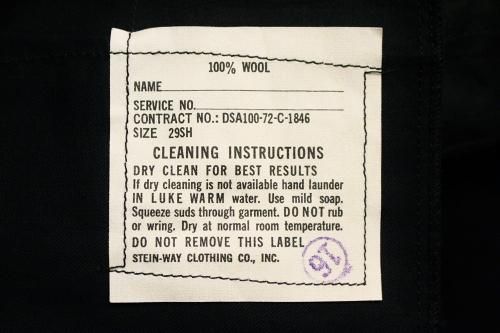 100% WOOL
NAME
SERVICE NO.
CONTRACT NO.: DSA100-72-C-1846
SIZE 29SH
CLEANING INSTRUCTIONS
DRY CLEAN FOR BEST RESULTS
If dry cleaning is not available hand launder
IN LUKE WARM water. Use mild soap.
Squeeze suds through garment. DO NOT rub
or wring. Dry at normal room temperature.
DO NOT REMOVE THIS LABEL
STEIN-WAY CLOTHING CO., INC.